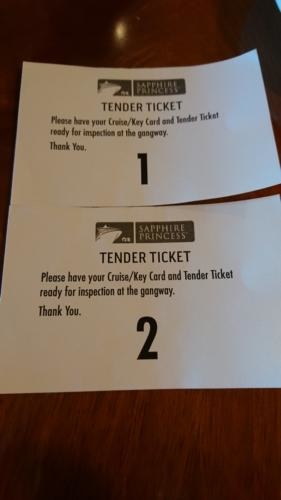 SAPPHIRE
PRINCESS
TENDER TICKET
Please have your Cruise/Key Card and Tender Ticket
ready for inspection at the gangway.
Thank You.
1
SAPPHIRE
PRINCESS
TENDER TICKET
Please have your Cruise/Key Card and Tender Ticket
ready for inspection at the gangway.
Thank You.
2